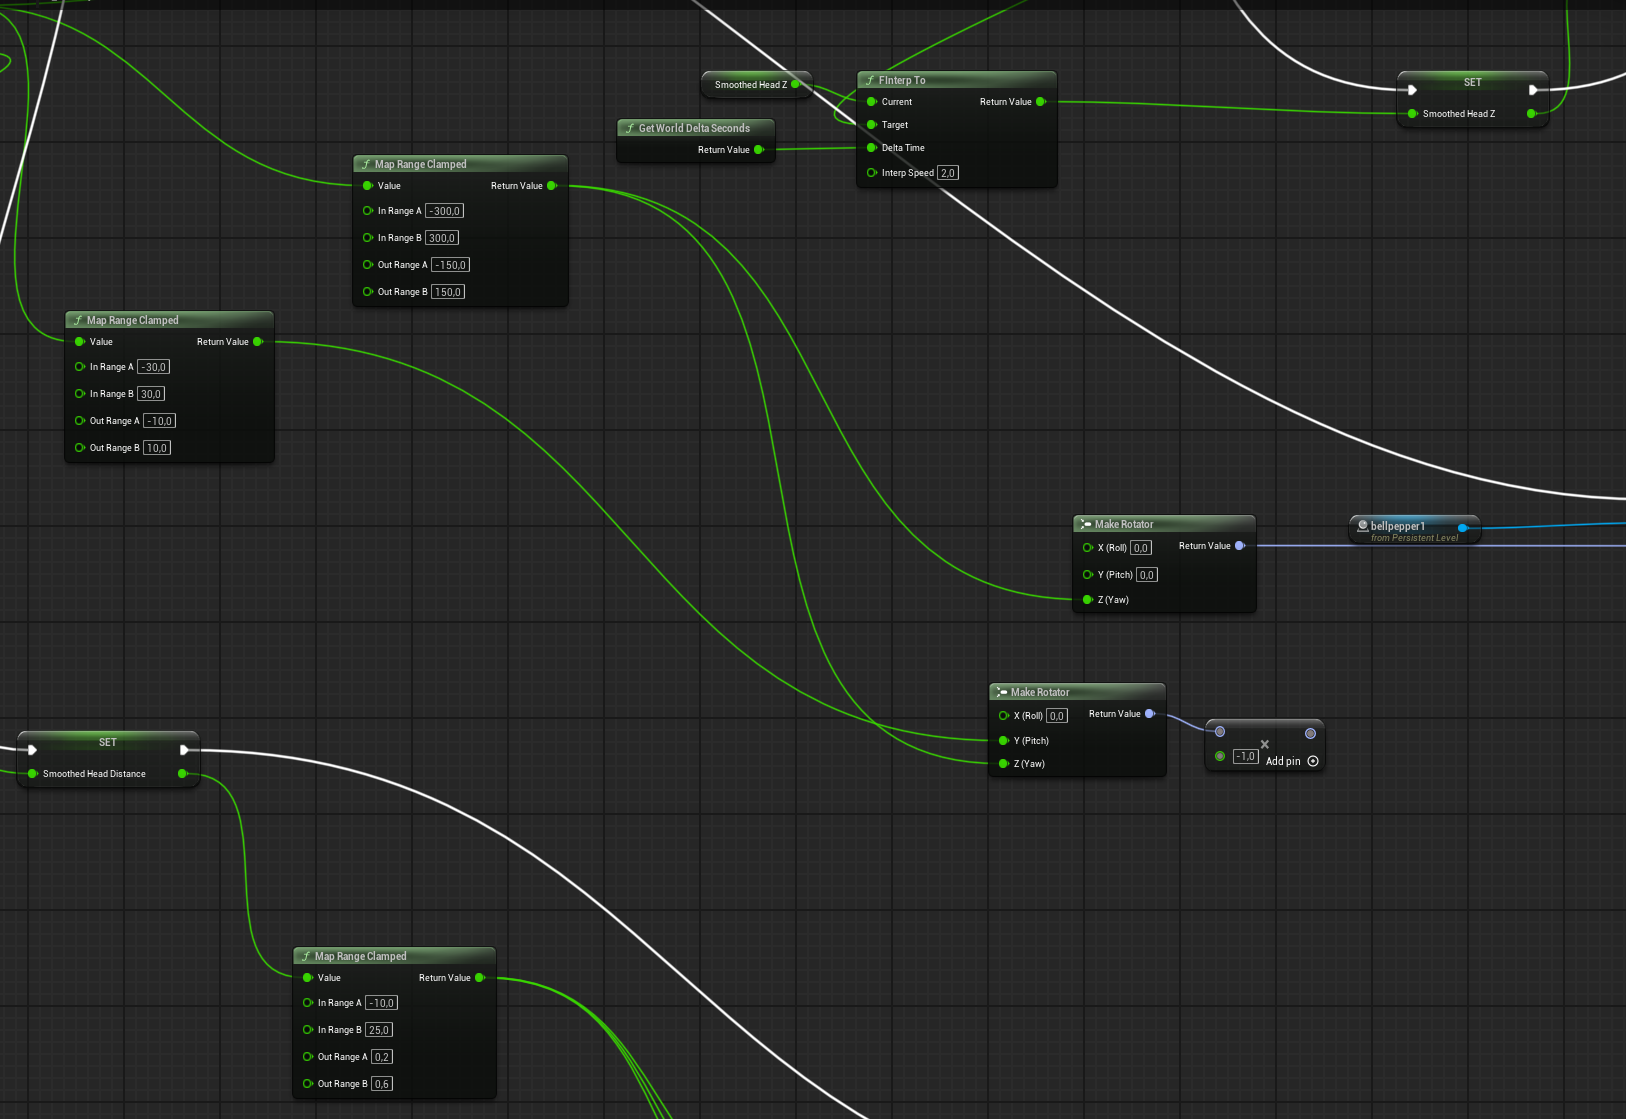 Smoothed Head Z
FInterp To
Current
Return Value
Target
Delta Time
Interp Speed 2,0
SET
Smoothed Head Z
Get World Delta Seconds
Return Value
Map Range Clamped
Value
Return Value
In Range A -300,0
In Range B 300,0
Out Range A -150,0
Out Range B 150,0
Map Range Clamped
Value
Return Value
In Range A -30,0
In Range B 30,0
Out Range A -10,0
Out Range B 10,0
Make Rotator
X (Roll) 0,0
Return Value
Y (Pitch) 0,0
Z (Yaw)
bellpepper1
from Persistent Level
Make Rotator
X (Roll) 0,0
Return Value
Y (Pitch)
Z (Yaw)
-1,0
Add pin
SET
Smoothed Head Distance
Map Range Clamped
Value
Return Value
In Range A -10,0
In Range B 25,0
Out Range A 0,2
Out Range B 0,6